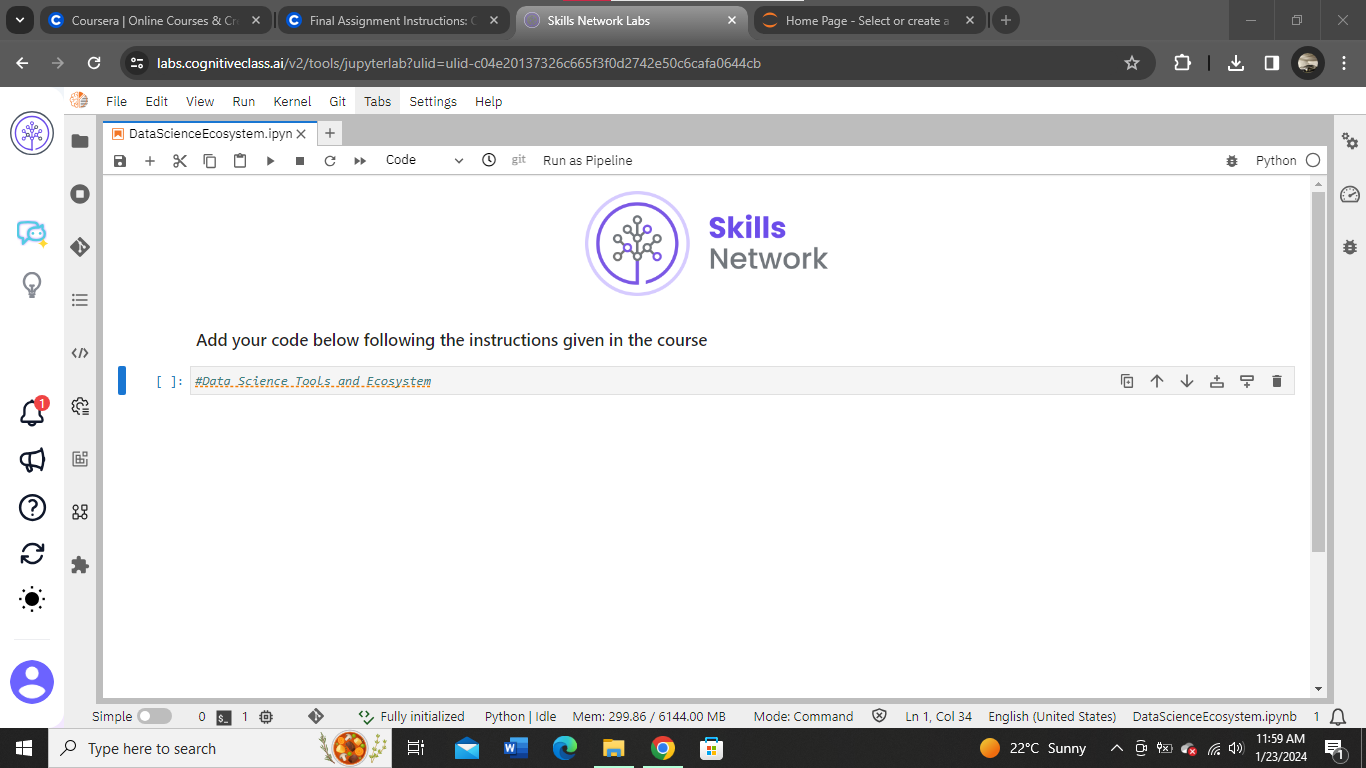 Coursera | Online Courses & Cr
Final Assignment Instructions: C
Skills Network Labs
Home Page - Select or create a
labs.cognitiveclass.ai/v2/tools/jupyterlab?ulid=ulid-c04e20137326c665f3f0d2742e50c6cafa0644cb
File Edit View Run Kernel Git Tabs Settings Help
DataScienceEcosystem.ipyn
Code git Run as Pipeline Python
Skills
Network
Add your code below following the instructions given in the course
[ ]: #Data Science Tools and Ecosystem
1
Simple 0 $_ 1 Fully initialized Python | Idle Mem: 299.86 / 6144.00 MB Mode: Command Ln 1, Col 34 English (United States) DataScienceEcosystem.ipynb 1
Type here to search 22°C Sunny 11:59 AM
1/23/2024 1